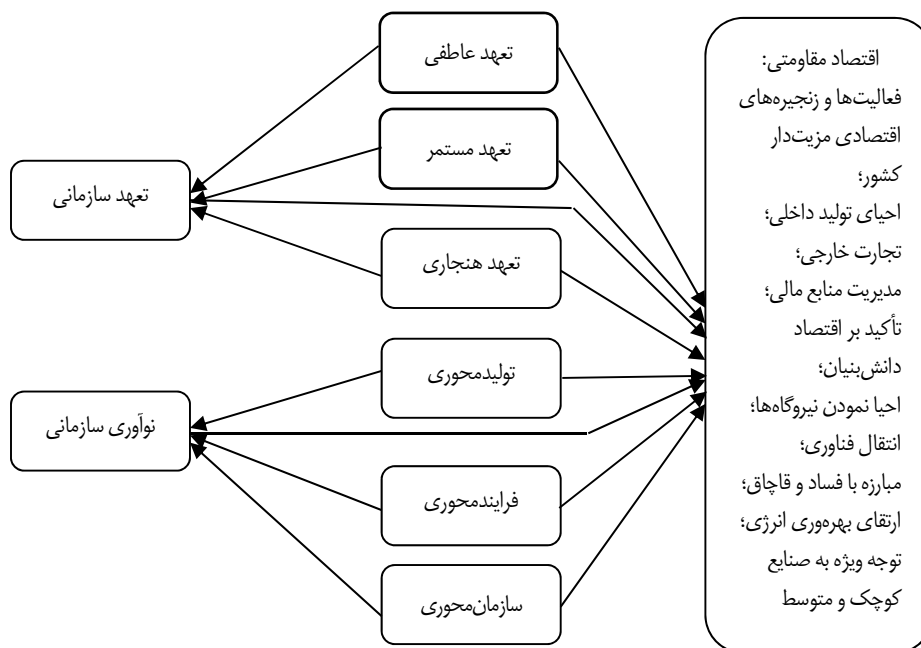 اقتصاد مقاومتی:
فعالیت‌ها و زنجیره‌های
اقتصادی مزیت‌دار
کشور؛
احیای تولید داخلی؛
تجارت خارجی؛
مدیریت منابع مالی؛
تأکید بر اقتصاد
دانش‌بنیان؛
احیا نمودن نیروگاه‌ها؛
انتقال فناوری؛
مبارزه با فساد و قاچاق؛
ارتقای بهره‌وری انرژی؛
توجه ویژه به صنایع
کوچک و متوسط
تعهد عاطفی
تعهد مستمر
تعهد هنجاری
تولیدمحوری
فرایندمحوری
سازمان‌محوری
تعهد سازمانی
نوآوری سازمانی